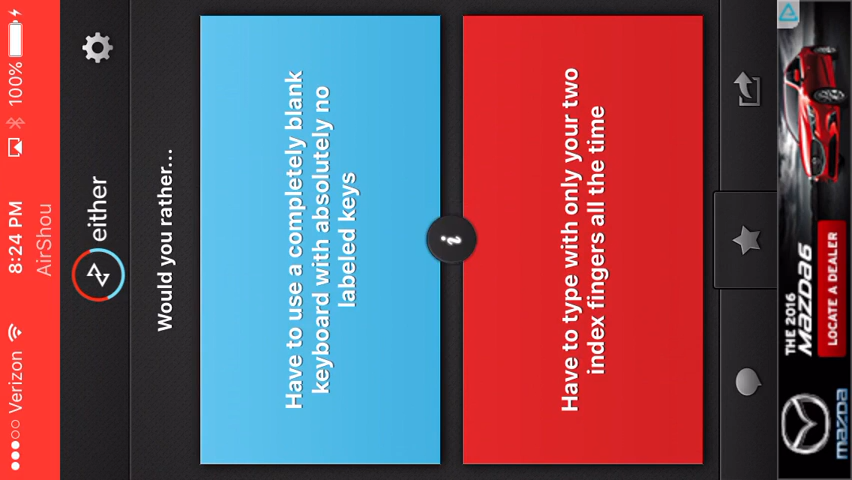 Verizon
8:24 PM
100%
AirShou
either
Would you rather...
Have to use a completely blank
keyboard with absolutely no
labeled keys
i
Have to type with only your two
index fingers all the time
mazda
THE 2016
mazda6
LOCATE A DEALER